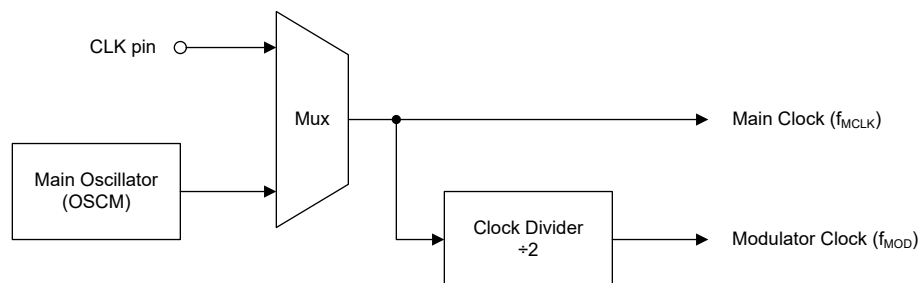 CLK pin
Mux
Main Clock (fMCLK)
Main Oscillator
(OSCM)
Clock Divider
÷2
Modulator Clock (fMOD)